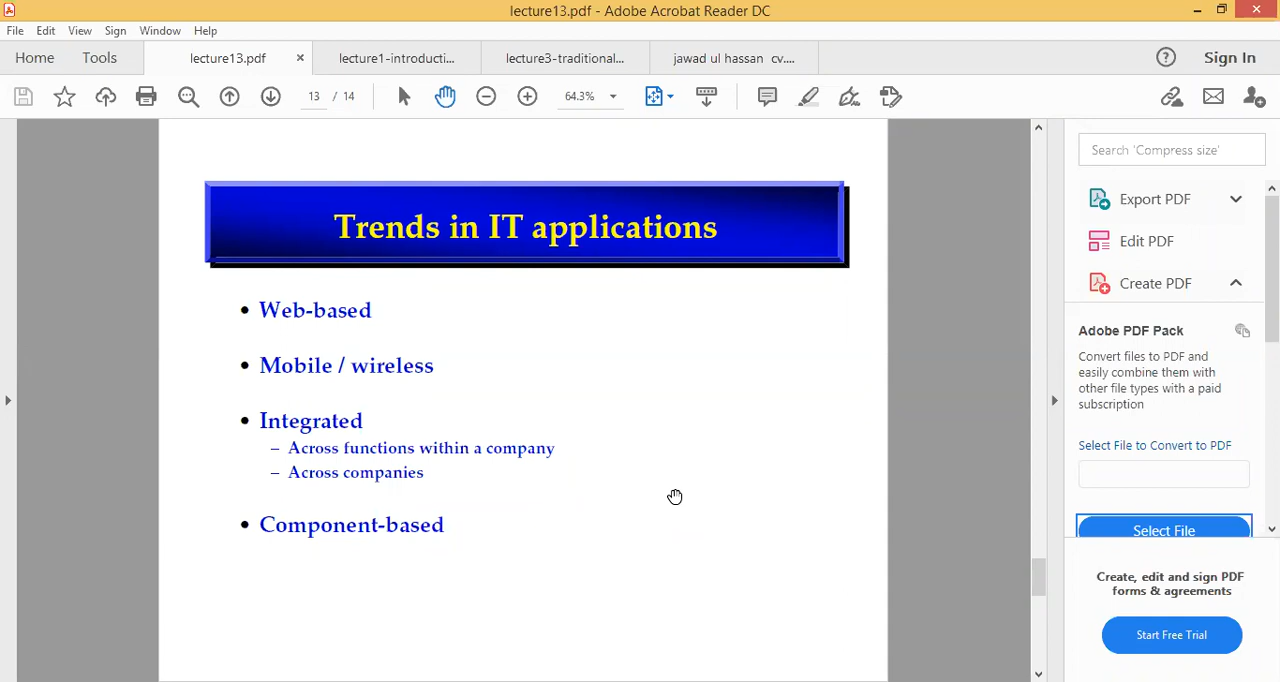 lecture13.pdf - Adobe Acrobat Reader DC
File Edit View Sign Window Help
Home Tools lecture13.pdf × lecture1-introducti... lecture3-traditional... jawad ul hassan cv.... Sign In
13 / 14 64.3%
Search 'Compress size'
Trends in IT applications
• Web-based
• Mobile / wireless
• Integrated
– Across functions within a company
– Across companies
• Component-based
Export PDF
Edit PDF
Create PDF
Adobe PDF Pack
Convert files to PDF and
easily combine them with
other file types with a paid
subscription
Select File to Convert to PDF
Select File
Create, edit and sign PDF
forms & agreements
Start Free Trial